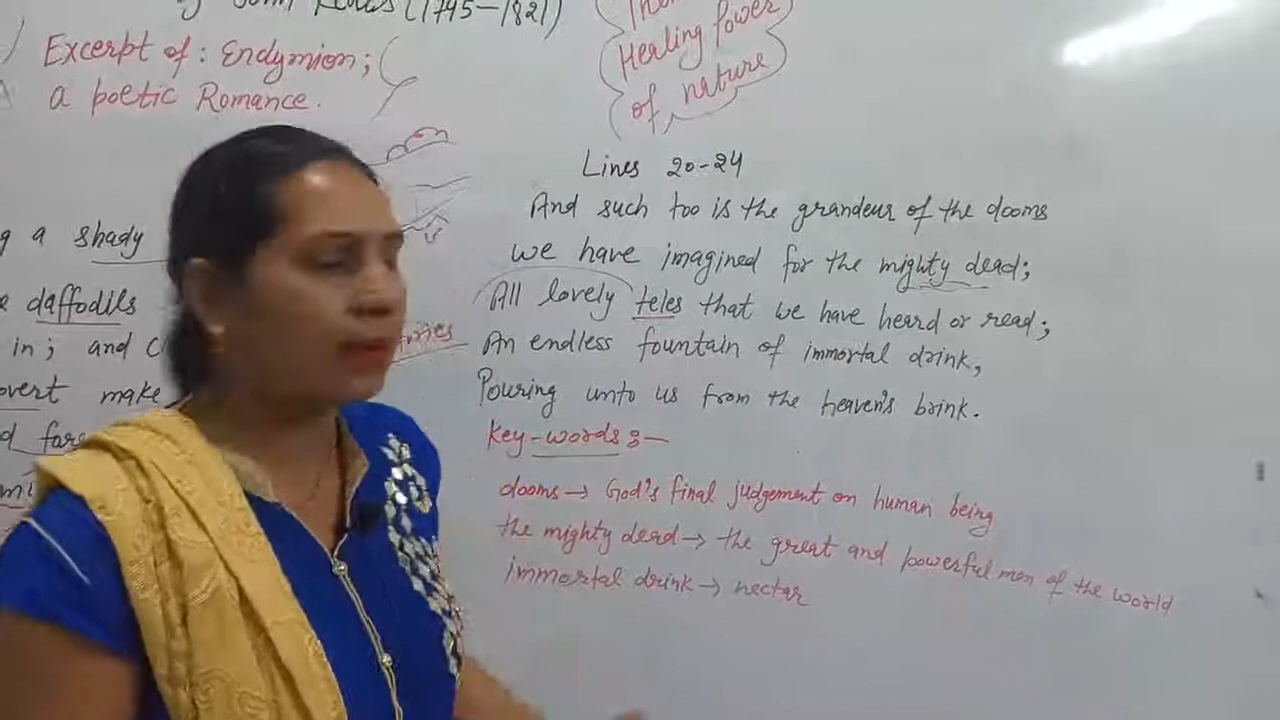 by John Keats (1795-1821)
Excerpt of: Endymion;
a poetic Romance.
Healing power
of nature
g a shady
e daffodils
in; and c
overt make
d
mi
Lines 20-24
And such too is the grandeur of the dooms
we have imagined for the mighty dead;
All lovely teles that we have heard or read;
An endless fountain of immortal drink,
Pouring unto us from the heaven's brink.
Key-words:-
dooms → God's final judgement on human being
the mighty dead → the great and powerful men of the world
immortal drink → nectar